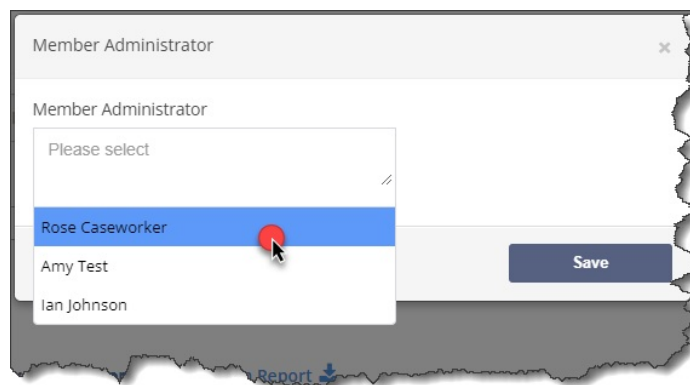 Member Administrator ×
Member Administrator
Please select
Rose Caseworker
Amy Test
Save
Ian Johnson
Report